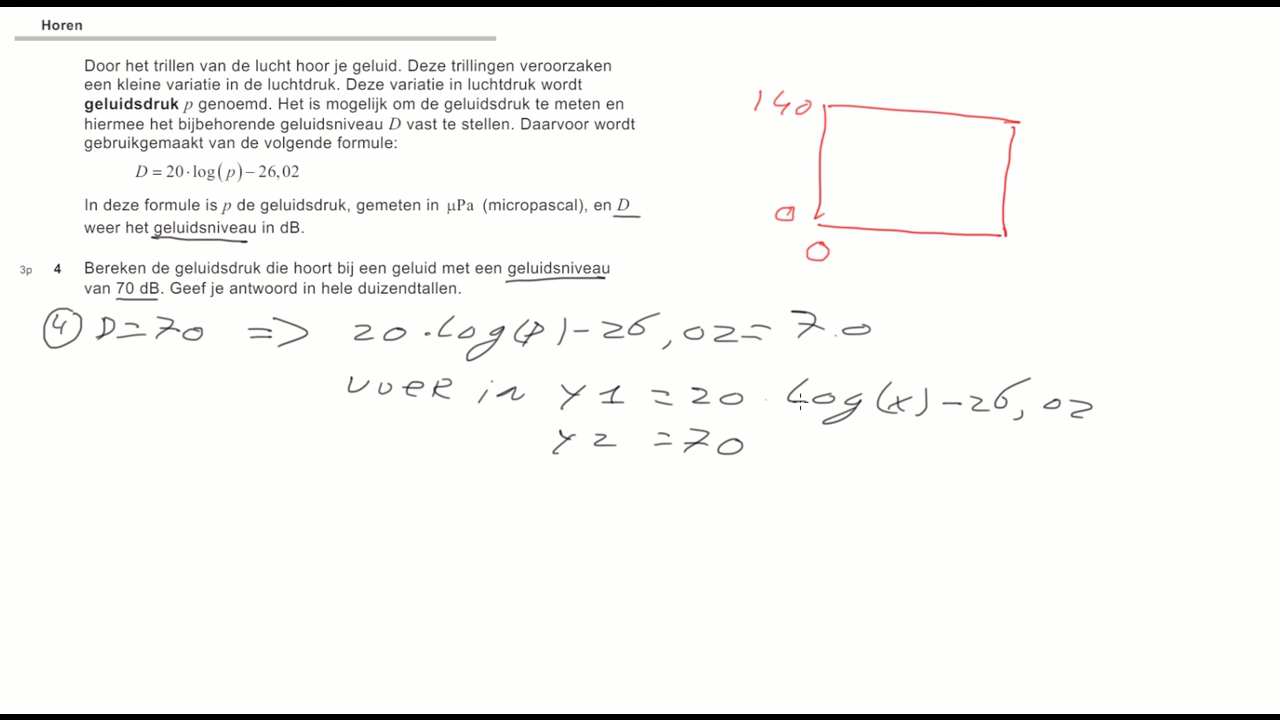 Horen
Door het trillen van de lucht hoor je geluid. Deze trillingen veroorzaken
een kleine variatie in de luchtdruk. Deze variatie in luchtdruk wordt
geluidsdruk p genoemd. Het is mogelijk om de geluidsdruk te meten en
hiermee het bijbehorende geluidsniveau D vast te stellen. Daarvoor wordt
gebruikgemaakt van de volgende formule:
D = 20·log(p) − 26,02
In deze formule is p de geluidsdruk, gemeten in μPa (micropascal), en D
weer het geluidsniveau in dB.
3p 4 Bereken de geluidsdruk die hoort bij een geluid met een geluidsniveau
van 70 dB. Geef je antwoord in hele duizendtallen.
140
0
0
4 D=70 => 20·log(p)-26,02=70
voer in y1 = 20 · log(x) - 26,02
y2 = 70